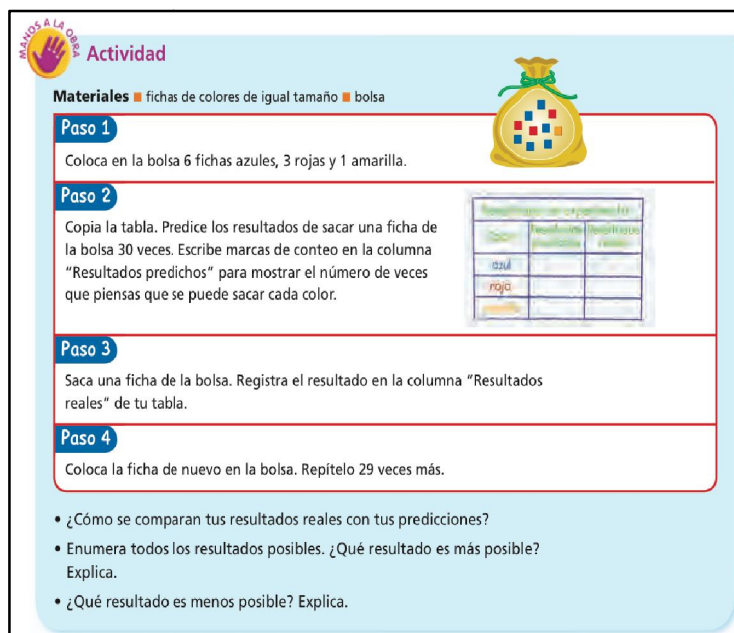 MANOS A LA OBRA
Actividad
Materiales ■ fichas de colores de igual tamaño ■ bolsa
Paso 1
Coloca en la bolsa 6 fichas azules, 3 rojas y 1 amarilla.
Paso 2
Copia la tabla. Predice los resultados de sacar una ficha de
la bolsa 30 veces. Escribe marcas de conteo en la columna
"Resultados predichos" para mostrar el número de veces
que piensas que se puede sacar cada color.
azul
rojo
Paso 3
Saca una ficha de la bolsa. Registra el resultado en la columna "Resultados
reales" de tu tabla.
Paso 4
Coloca la ficha de nuevo en la bolsa. Repítelo 29 veces más.
• ¿Cómo se comparan tus resultados reales con tus predicciones?
• Enumera todos los resultados posibles. ¿Qué resultado es más posible?
Explica.
• ¿Qué resultado es menos posible? Explica.